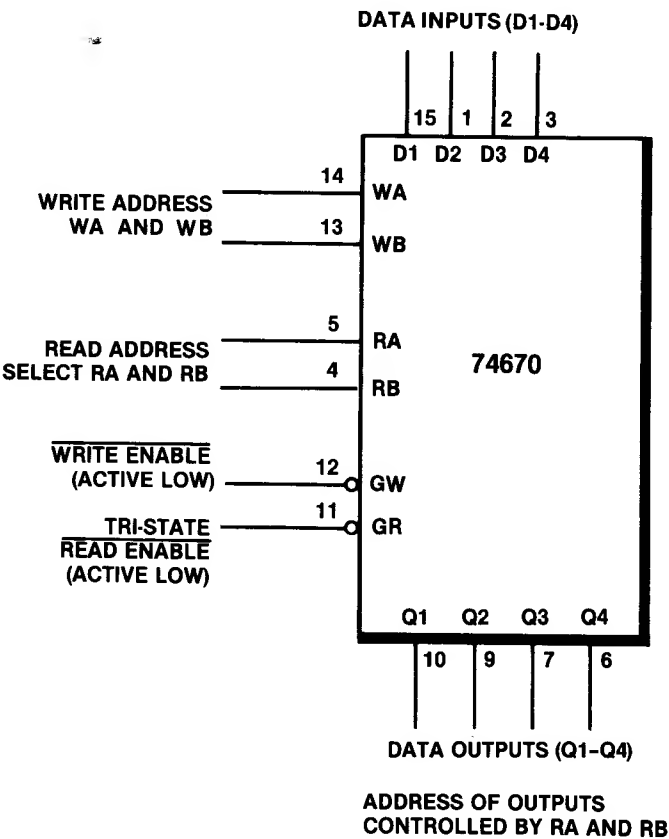 DATA INPUTS (D1-D4)
15 1 2 3
D1 D2 D3 D4
WRITE ADDRESS
WA AND WB
14
WA
13
WB
READ ADDRESS
SELECT RA AND RB
5
RA
4
RB
74670
WRITE ENABLE
(ACTIVE LOW)
12
GW
TRI-STATE
READ ENABLE
(ACTIVE LOW)
11
GR
Q1 Q2 Q3 Q4
10 9 7 6
DATA OUTPUTS (Q1-Q4)
ADDRESS OF OUTPUTS
CONTROLLED BY RA AND RB